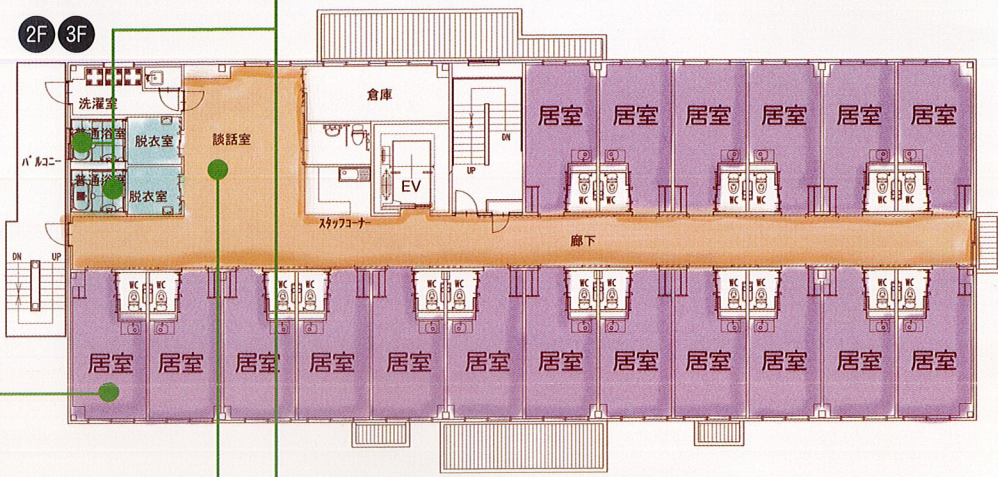 2F 3F
洗濯室
普通浴室
脱衣室
バルコニー
普通浴室
脱衣室
談話室
倉庫
EV
DN
UP
スタッフコーナー
居室 居室 居室 居室 居室 居室
WC WC WC WC WC WC
廊下
DN UP
WC WC WC WC WC WC WC WC WC WC WC
居室 居室 居室 居室 居室 居室 居室 居室 居室 居室 居室 居室